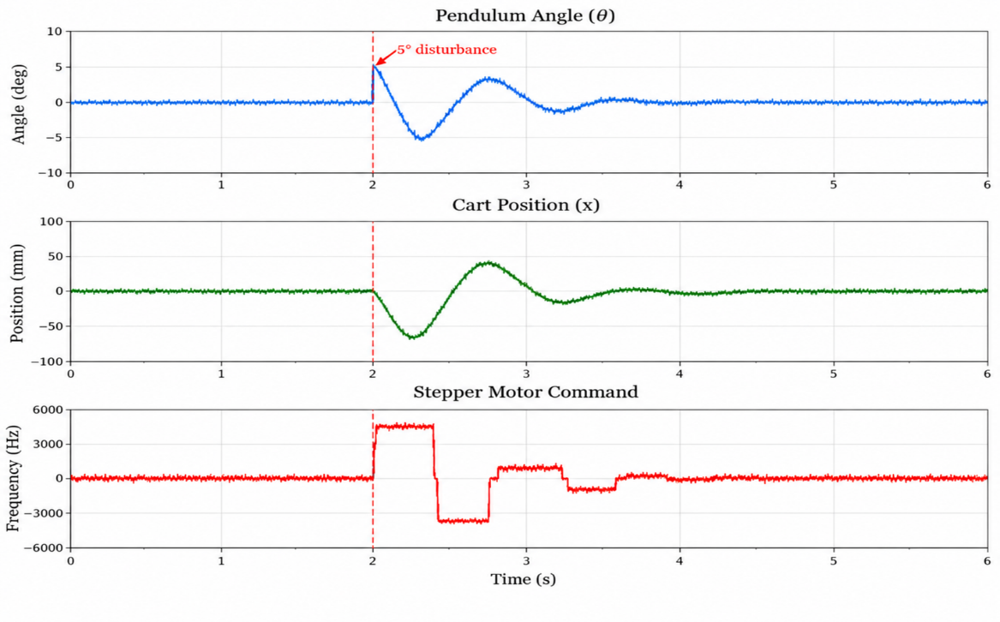 Pendulum Angle (θ)
10
5
0
−5
−10
Angle (deg)
5° disturbance
0 1 2 3 4 5 6
Cart Position (x)
100
50
0
−50
−100
Position (mm)
0 1 2 3 4 5 6
Stepper Motor Command
6000
3000
0
−3000
−6000
Frequency (Hz)
0 1 2 3 4 5 6
Time (s)